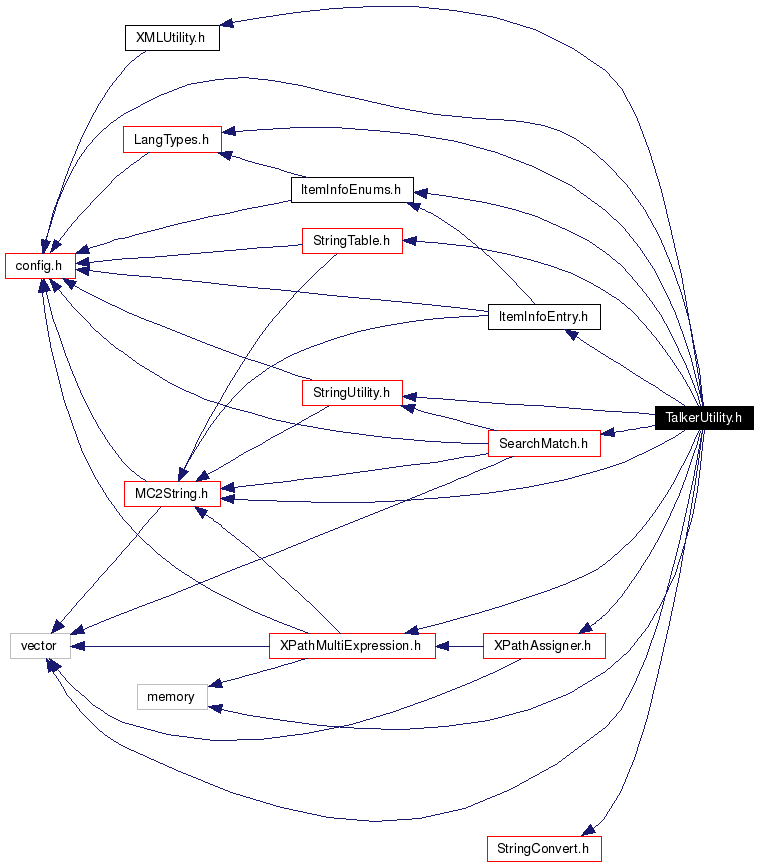 XMLUtility.h
LangTypes.h
ItemInfoEnums.h
StringTable.h
config.h
ItemInfoEntry.h
StringUtility.h
TalkerUtility.h
SearchMatch.h
MC2String.h
vector
XPathMultiExpression.h
XPathAssigner.h
memory
StringConvert.h